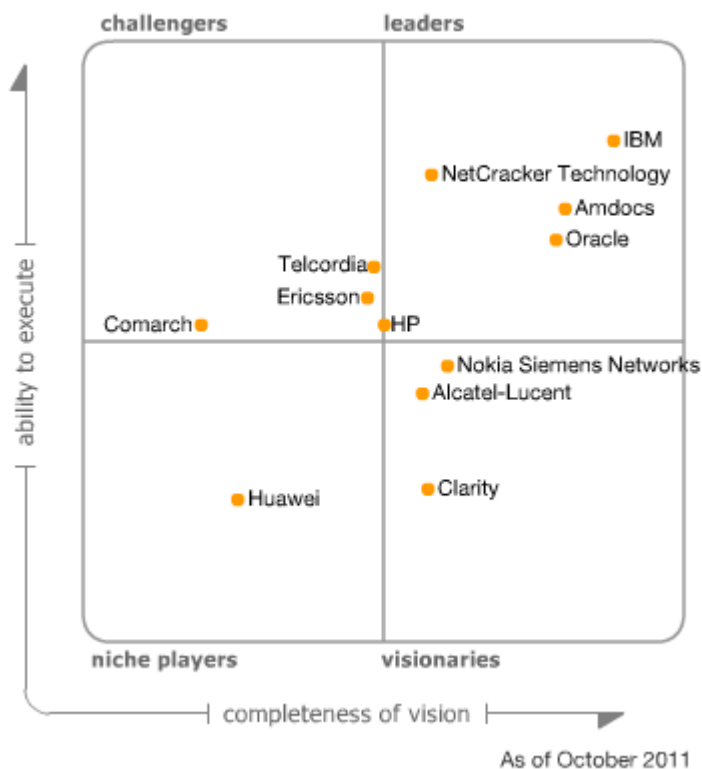 challengers
leaders
IBM
NetCracker Technology
Amdocs
Oracle
Telcordia
Ericsson
Comarch
HP
Nokia Siemens Networks
Alcatel-Lucent
Clarity
Huawei
ability to execute
niche players
visionaries
completeness of vision
As of October 2011